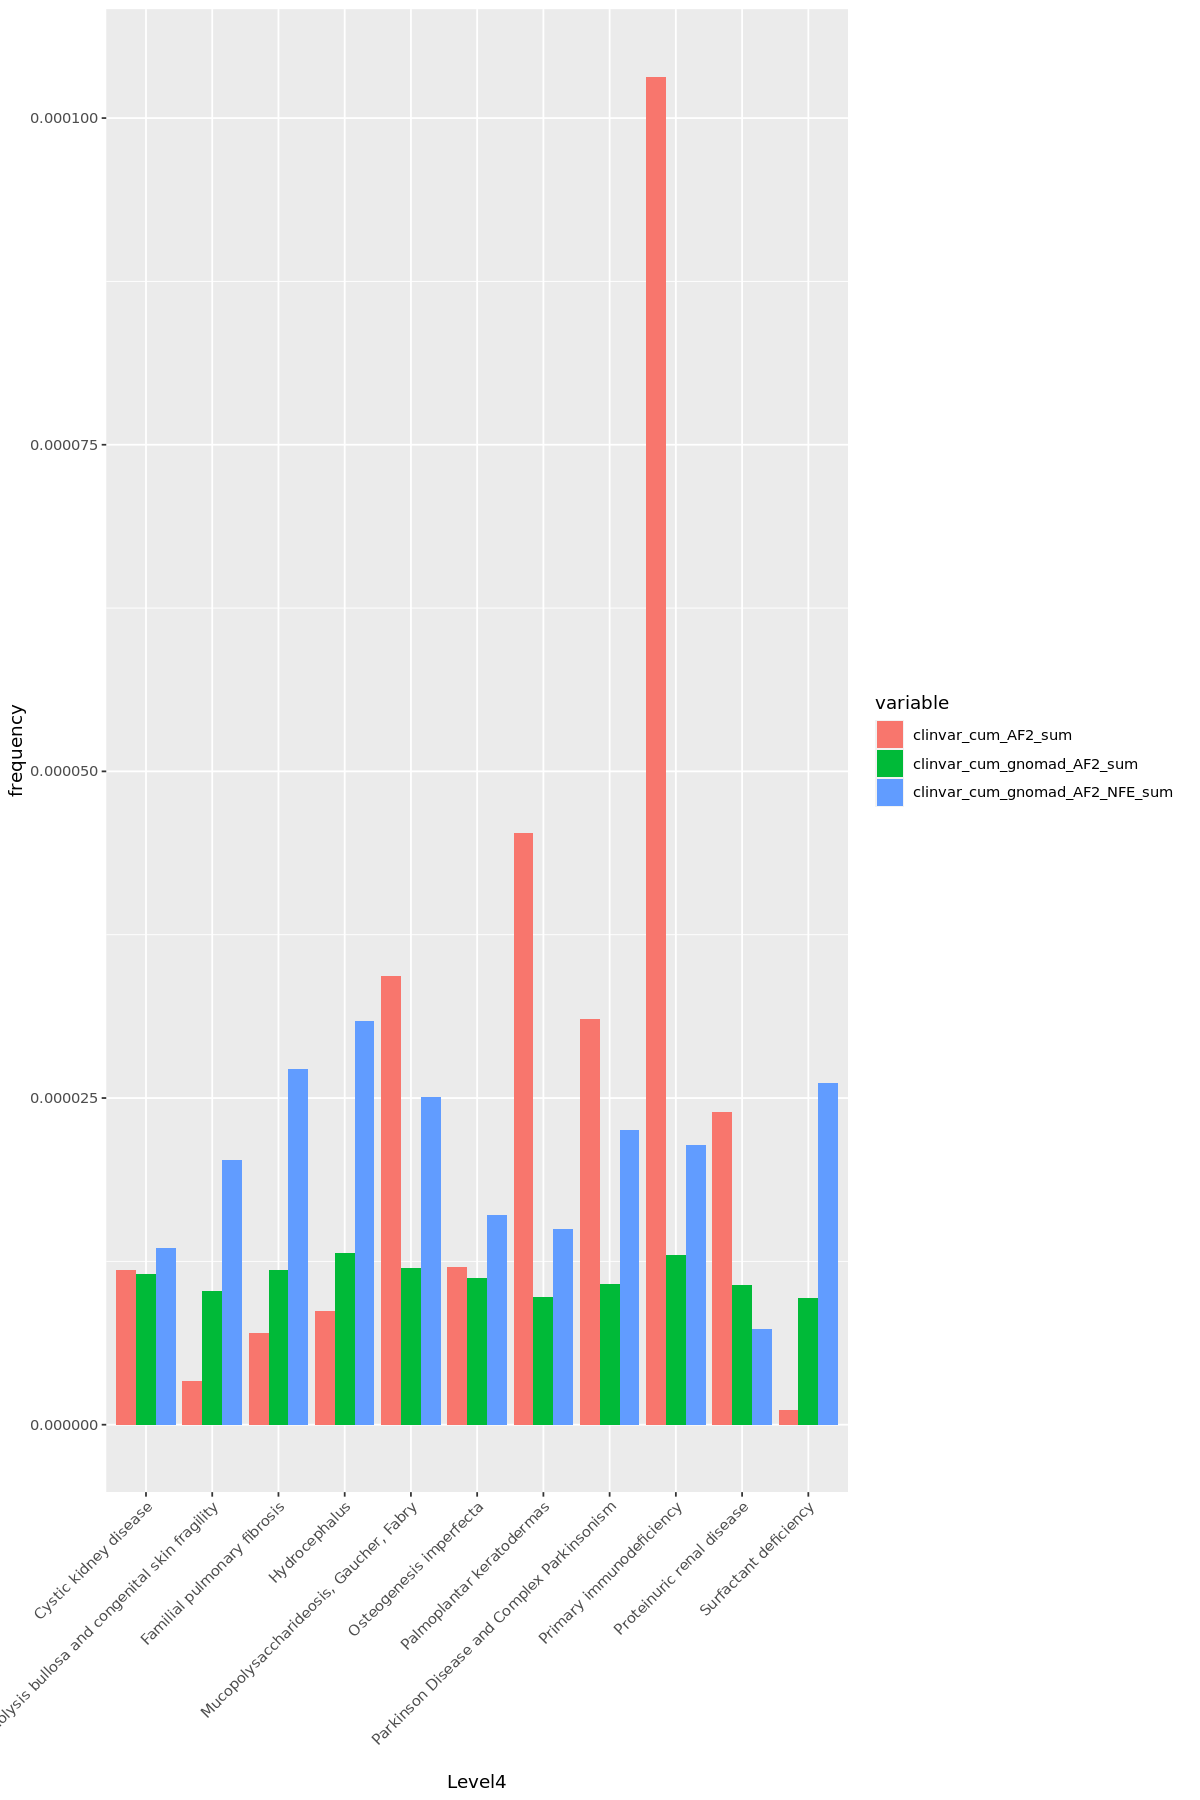 0.000100
0.000075
0.000050
0.000025
0.000000
frequency
Cystic kidney disease
olysis bullosa and congenital skin fragility
Familial pulmonary fibrosis
Hydrocephalus
Mucopolysaccharideosis, Gaucher, Fabry
Osteogenesis imperfecta
Palmoplantar keratodermas
Parkinson Disease and Complex Parkinsonism
Primary immunodeficiency
Proteinuric renal disease
Surfactant deficiency
Level4
variable
clinvar_cum_AF2_sum
clinvar_cum_gnomad_AF2_sum
clinvar_cum_gnomad_AF2_NFE_sum